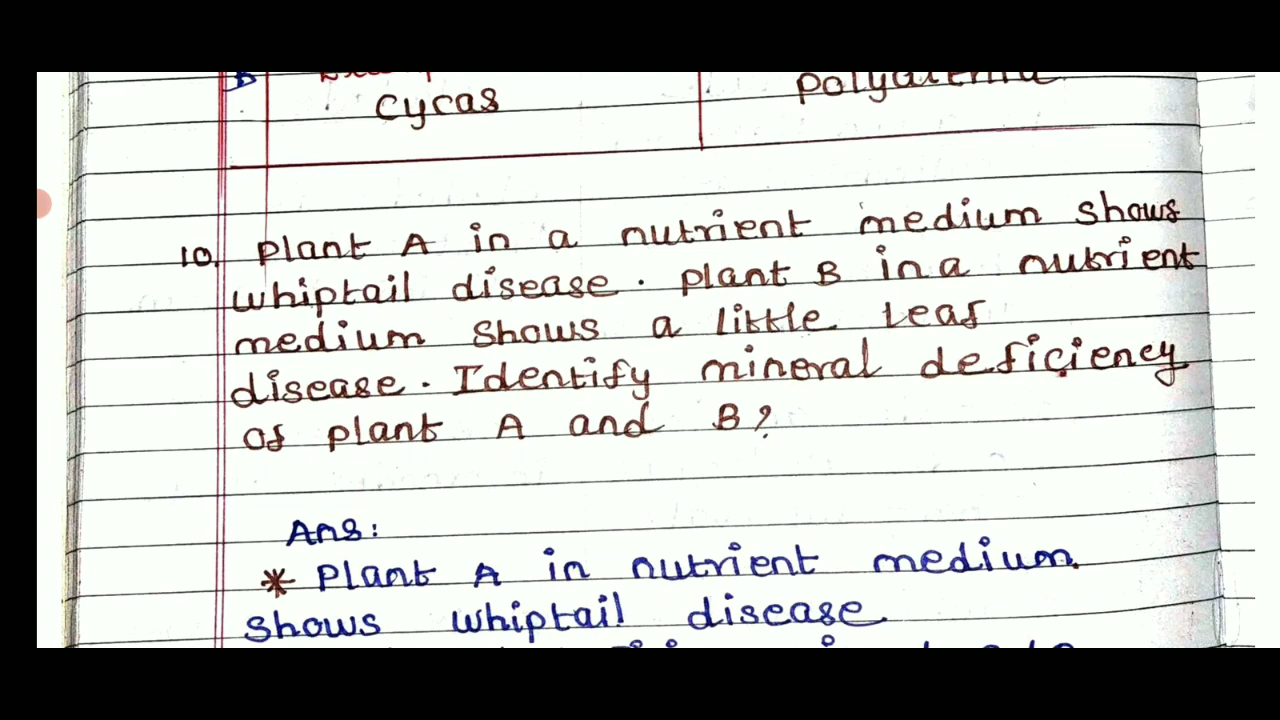 Cycas
10. Plant A in a nutrient medium shows
whiptail disease. Plant B in a nutrient
medium shows a little leaf
disease. Identify mineral deficiency
of plant A and B?
Ans:
* Plant A in nutrient medium.
shows whiptail disease